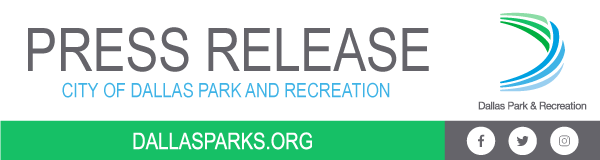 PRESS RELEASE
CITY OF DALLAS PARK AND RECREATION
Dallas Park & Recreation
DALLASPARKS.ORG